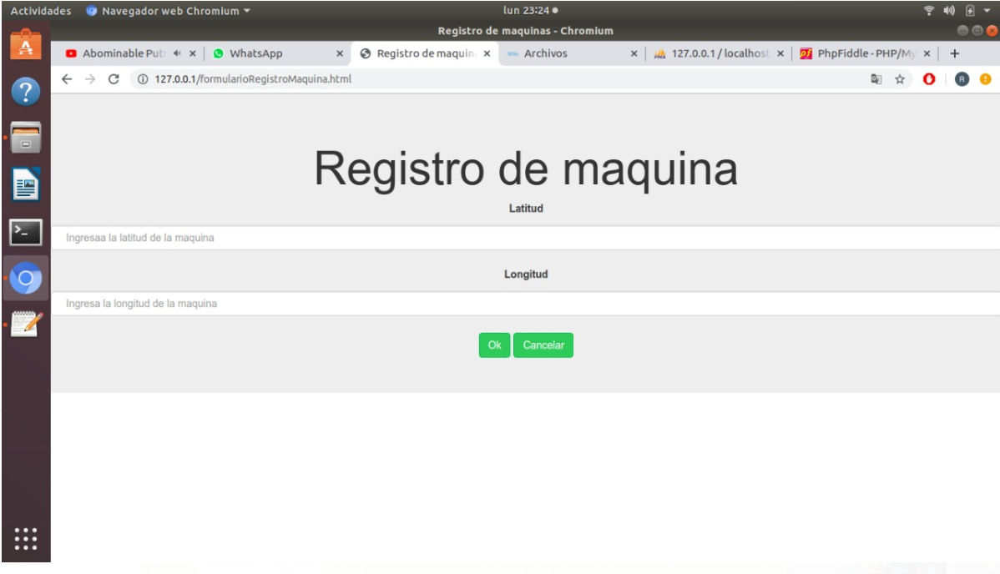 Actividades Navegador web Chromium lun 23:24
Registro de maquinas - Chromium
Abominable Put WhatsApp Registro de maquin Archivos 127.0.0.1 / localhost PhpFiddle - PHP/My
127.0.0.1/formularioRegistroMaquina.html R
Registro de maquina
Latitud
Ingresaa la latitud de la maquina
Longitud
Ingresa la longitud de la maquina
Ok Cancelar